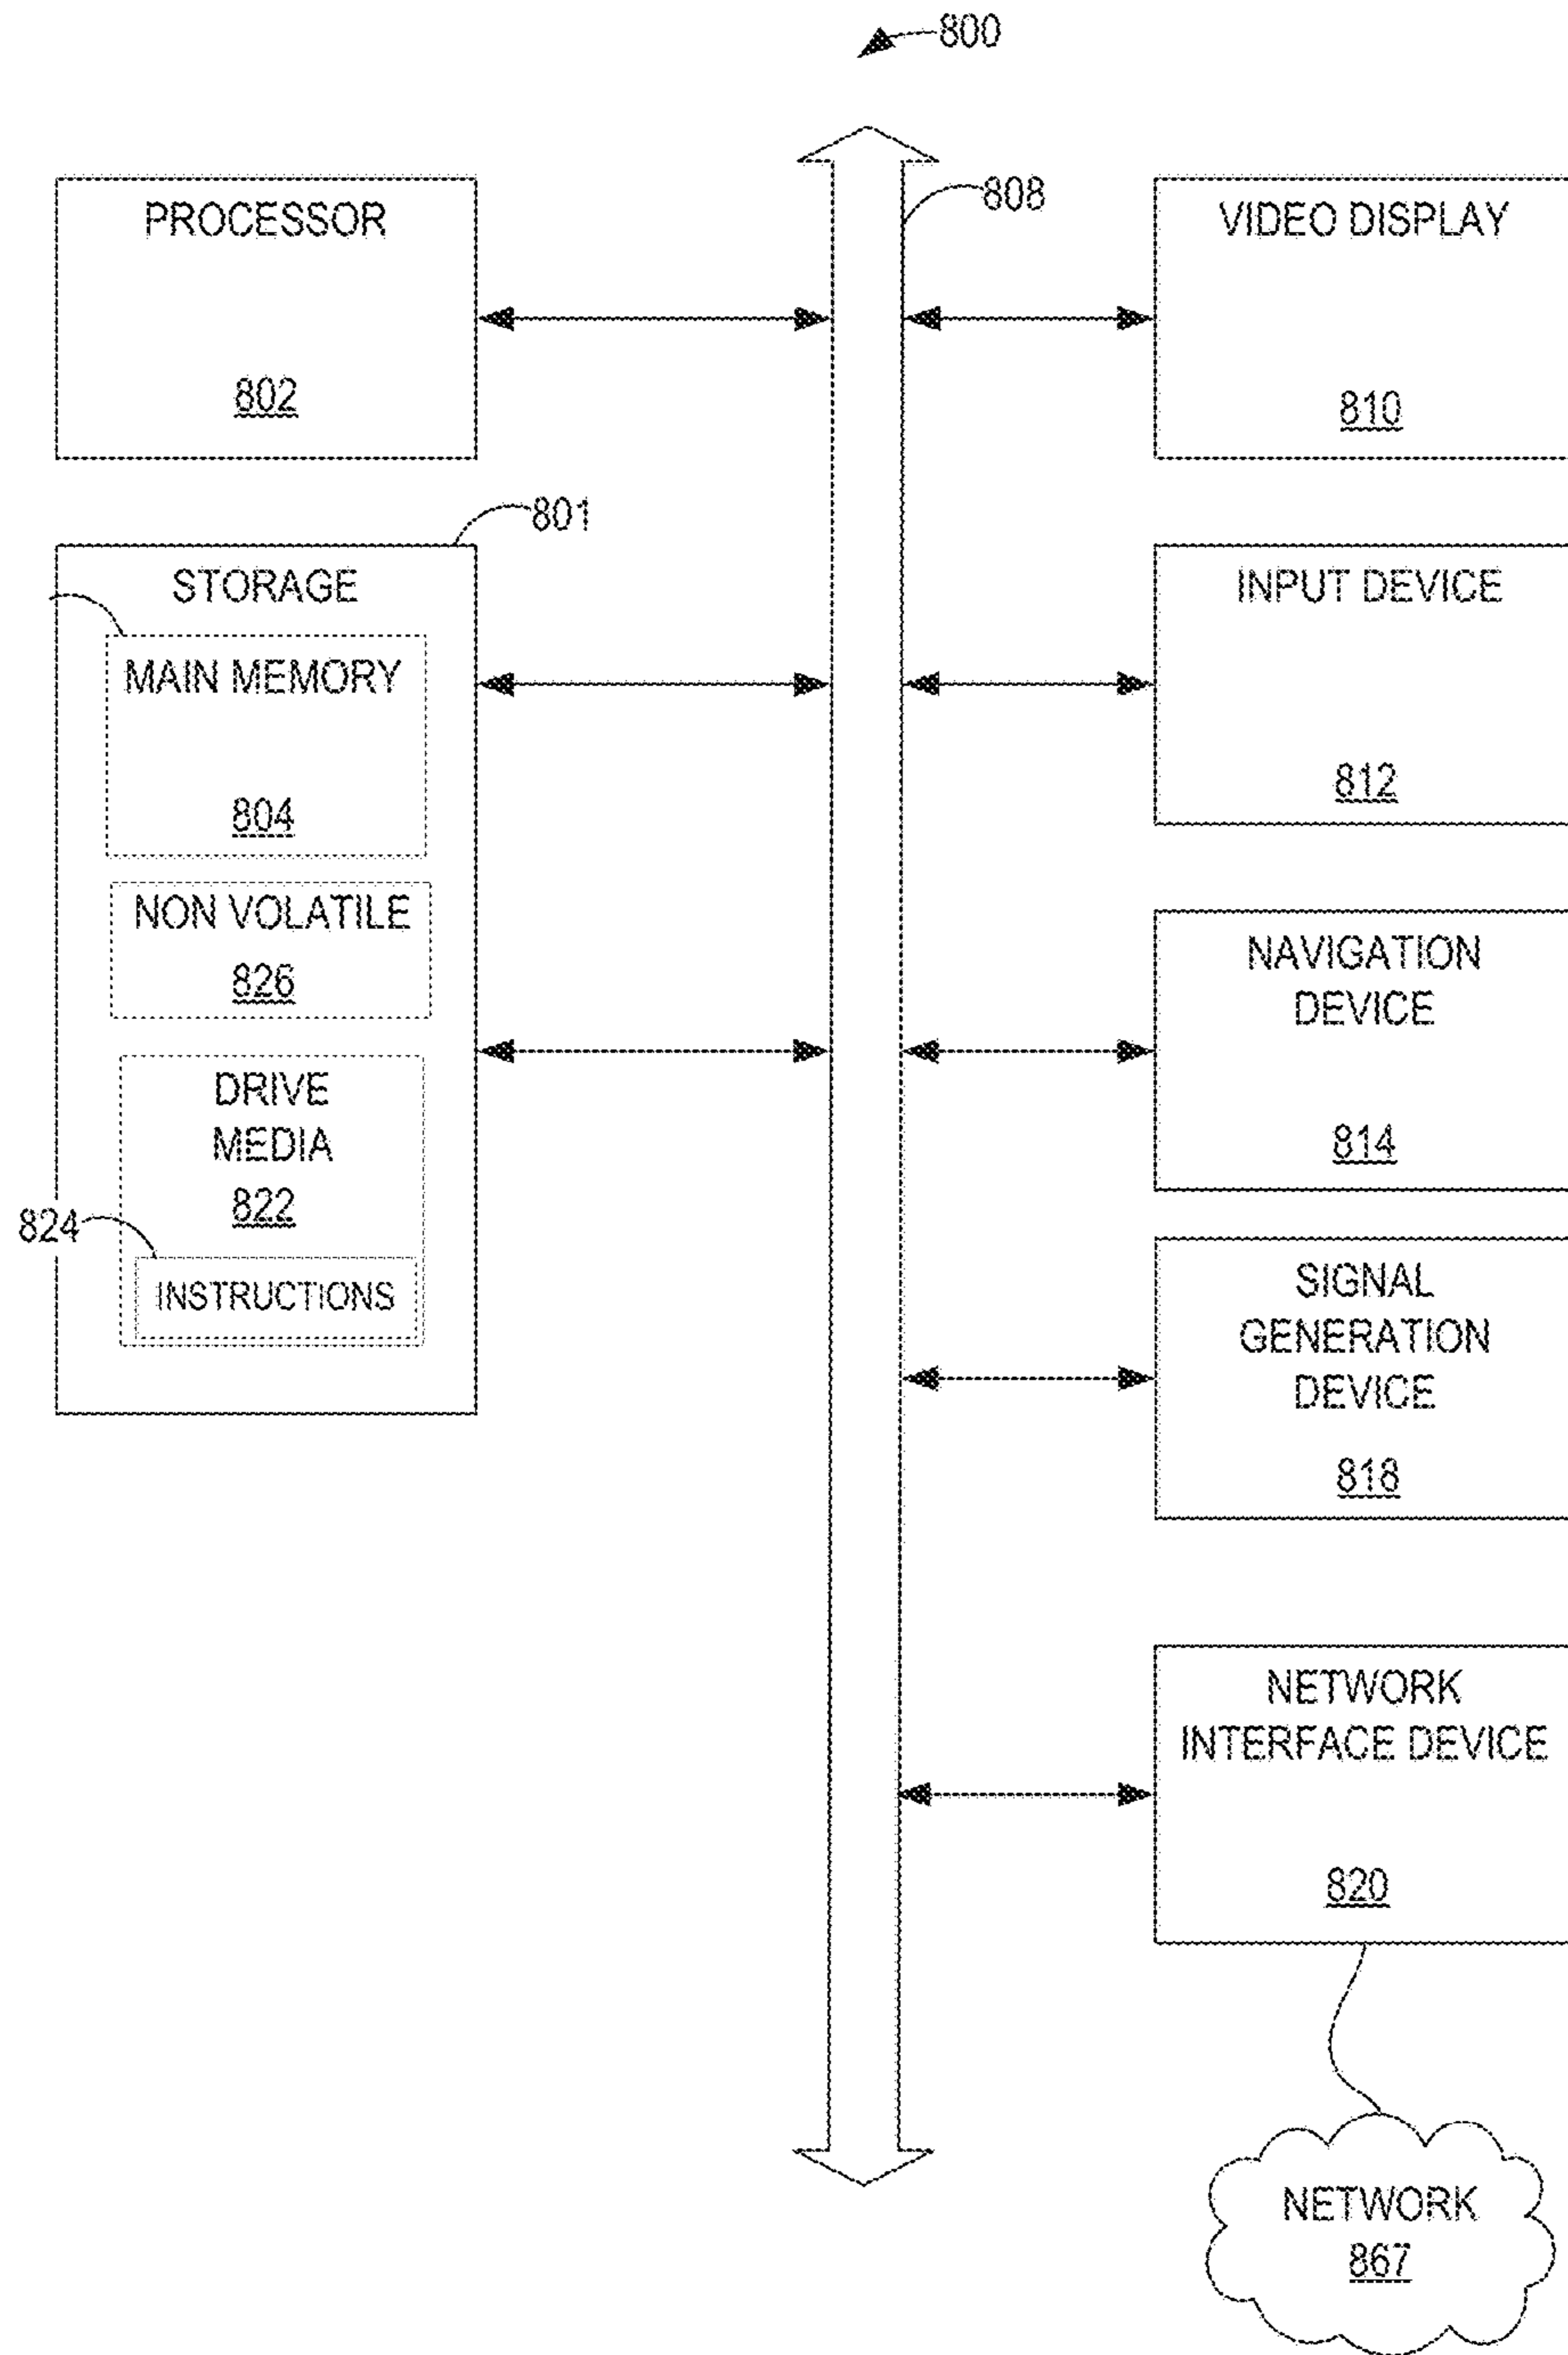 800
808
PROCESSOR
802
801
STORAGE
MAIN MEMORY
804
NON VOLATILE
826
DRIVE
MEDIA
822
824
INSTRUCTIONS
VIDEO DISPLAY
810
INPUT DEVICE
812
NAVIGATION
DEVICE
814
SIGNAL
GENERATION
DEVICE
818
NETWORK
INTERFACE DEVICE
820
NETWORK
867